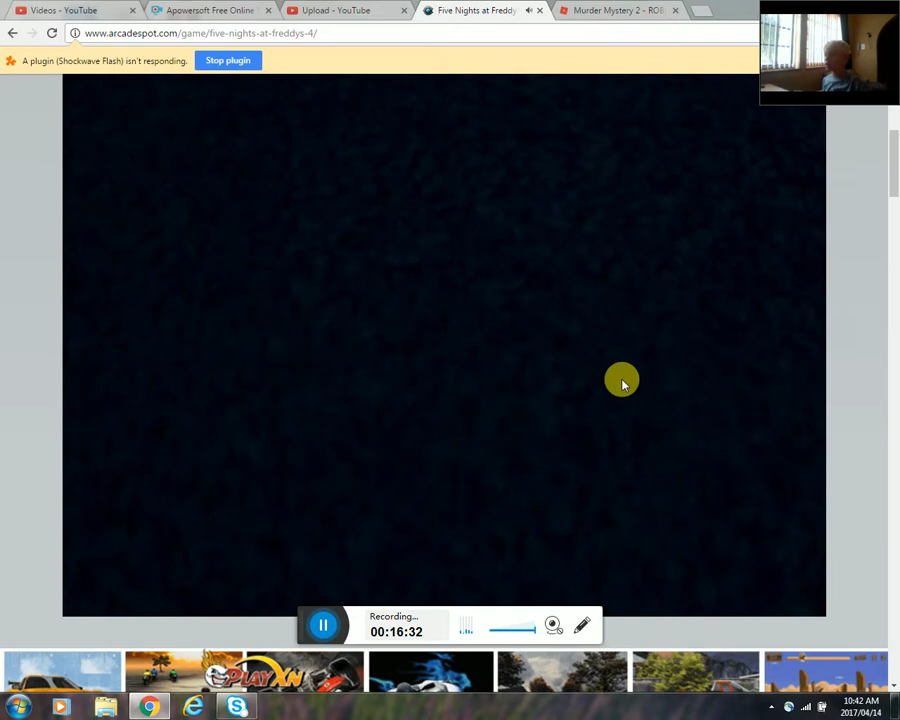 Videos - YouTube
Apowersoft Free Online
Upload - YouTube
Five Nights at Freddy
Murder Mystery 2 - ROB
www.arcadespot.com/game/five-nights-at-freddys-4/
A plugin (Shockwave Flash) isn't responding.
Stop plugin
Recording...
00:16:32
PLAYXN
10:42 AM
2017/04/14